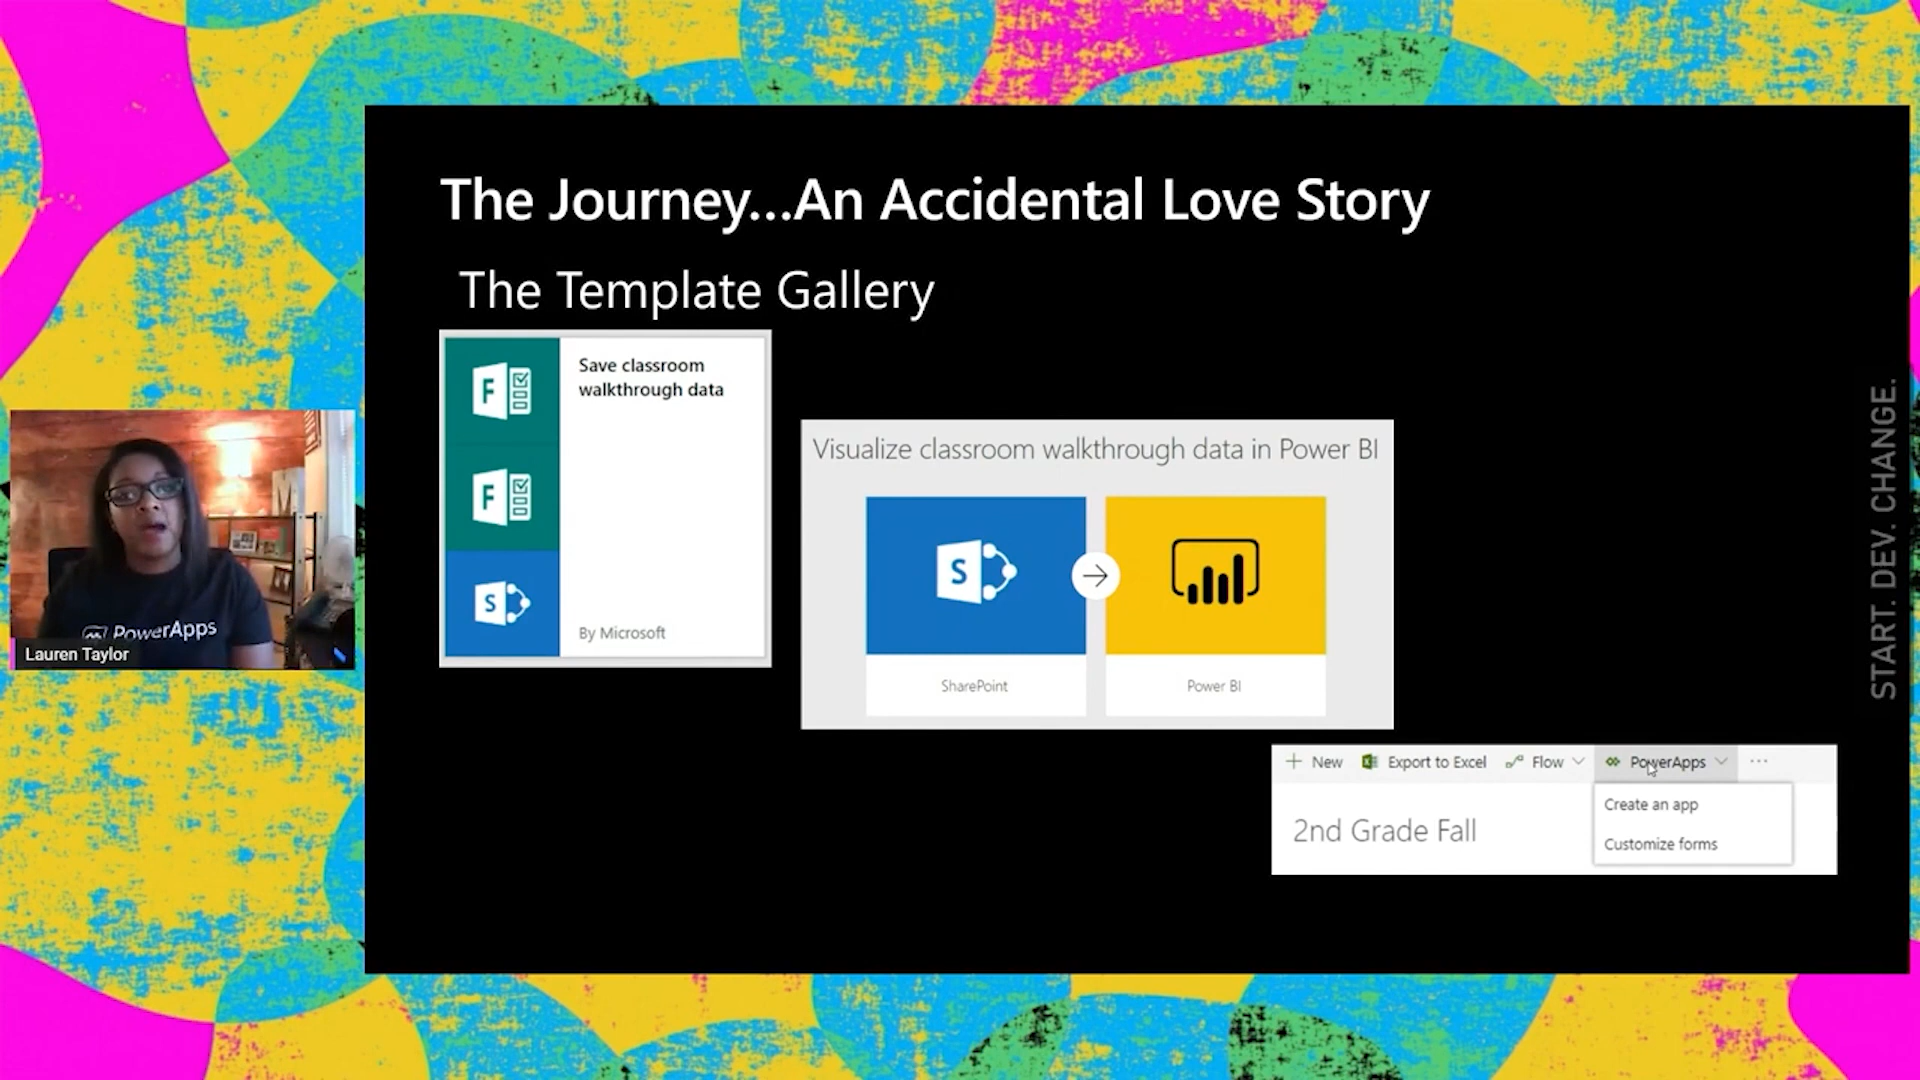 The Journey...An Accidental Love Story
The Template Gallery
Save classroom
walkthrough data
F
F
S
By Microsoft
Visualize classroom walkthrough data in Power BI
S
SharePoint
Power BI
New
Export to Excel
Flow
PowerApps
...
2nd Grade Fall
Create an app
Customize forms
PowerApps
Lauren Taylor
START. DEV. CHANGE.